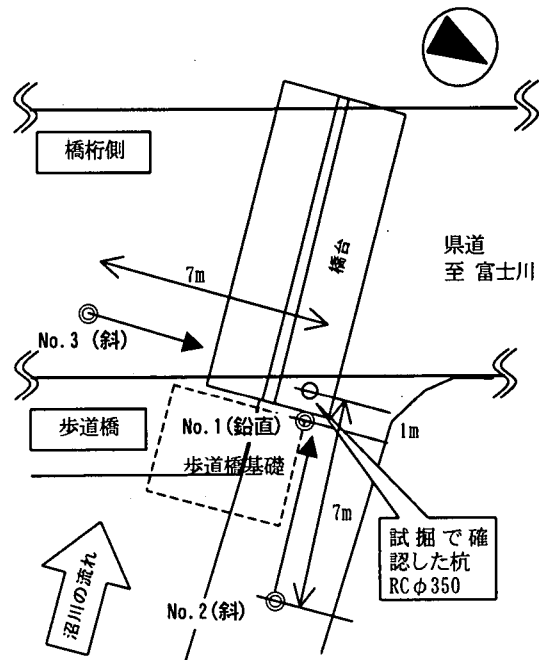 橋桁側
橋台
県道
至 富士川
7m
No.3 (斜)
歩道橋
No.1(鉛直)
歩道橋基礎
1m
7m
試掘で確
認した杭
RCφ350
沼川の流れ
No.2(斜)